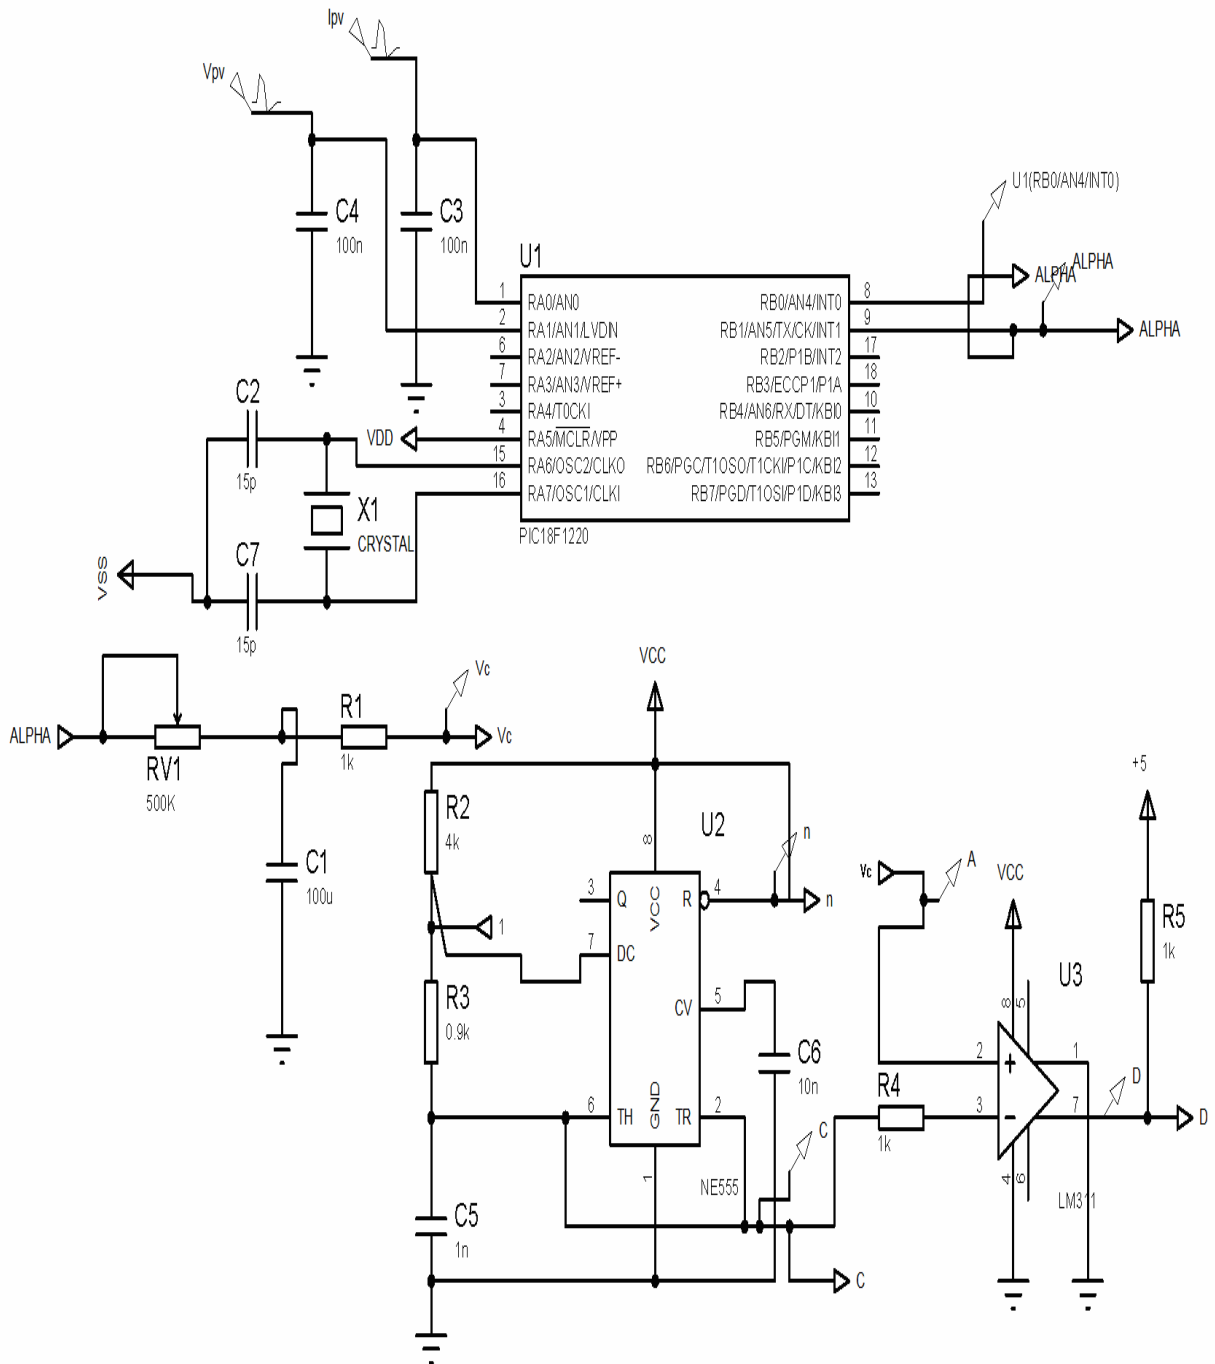 Ipv
Vpv
C4
100n
C3
100n
U1
U1(RB0/AN4/INT0)
ALPHA
ALPHA
ALPHA
1
RA0/AN0
2
RA1/AN1/LVDIN
6
RA2/AN2/VREF-
7
RA3/AN3/VREF+
3
RA4/T0CKI
4
RA5/MCLR/VPP
15
RA6/OSC2/CLKO
16
RA7/OSC1/CLKI
RB0/AN4/INT0
8
RB1/AN5/TX/CK/INT1
9
RB2/P1B/INT2
17
RB3/ECCP1/P1A
18
RB4/AN6/RX/DT/KBI0
10
RB5/PGM/KBI1
11
RB6/PGC/T1OSO/T1CKI/P1C/KBI2
12
RB7/PGD/T1OSI/P1D/KBI3
13
PIC18F1220
VDD
C2
15p
X1
CRYSTAL
C7
15p
VSS
ALPHA
RV1
500K
R1
1k
Vc
Vc
C1
100u
VCC
R2
4k
U2
n
8
3
Q
VCC
R
4
n
1
7
DC
R3
0.9k
CV
5
C6
10n
6
TH
GND
TR
2
1
NE555
C
C5
1n
C
Vc
A
VCC
+5
R5
1k
U3
8
5
2
1
R4
1k
3
7
D
D
4
6
LM311